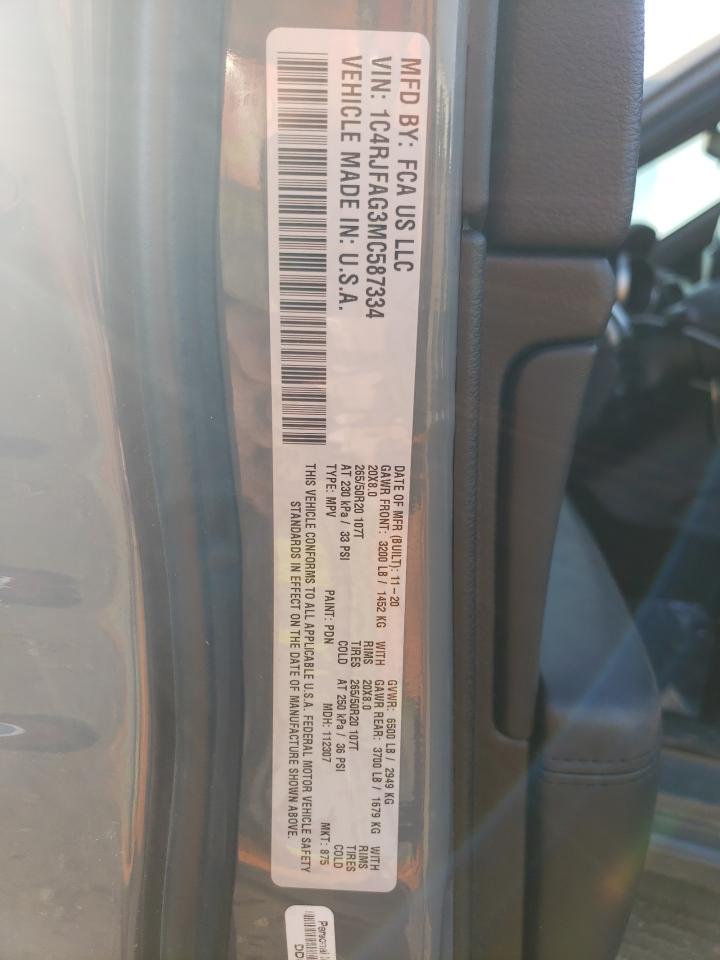 MFD BY: FCA US LLC
VIN: 1C4RJFAG3MC587334
VEHICLE MADE IN: U.S.A.
DATE OF MFR (BUILT): 11-20 GVWR: 6500 LB / 2949 KG
GAWR FRONT: 3200 LB / 1452 KG WITH GAWR REAR: 3700 LB / 1679 KG WITH
20X8.0 RIMS 20X8.0 RIMS
265/50R20 107T TIRES 265/50R20 107T TIRES
AT 230 kPa / 33 PSI COLD AT 250 kPa / 36 PSI COLD
TYPE: MPV PAINT: PDN MDH: 112307 MKT: 875
THIS VEHICLE CONFORMS TO ALL APPLICABLE U.S.A. FEDERAL MOTOR VEHICLE SAFETY
STANDARDS IN EFFECT ON THE DATE OF MANUFACTURE SHOWN ABOVE.
Personal
DD